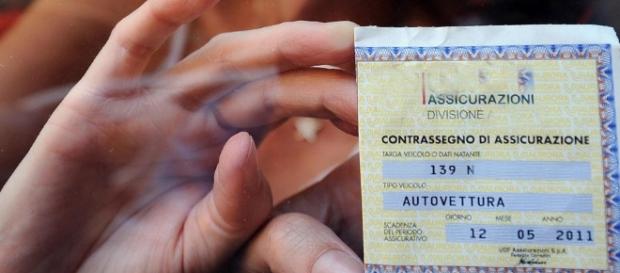 ASSICURAZIONI
DIVISIONE
CONTRASSEGNO DI ASSICURAZIONE
TARGA VEICOLO O DATI NATANTE
139 N
TIPO VEICOLO
AUTOVETTURA
SCADENZA DEL PERIODO ASSICURATIVO
GIORNO MESE ANNO
12 05 2011
Assicurazioni S.p.A.